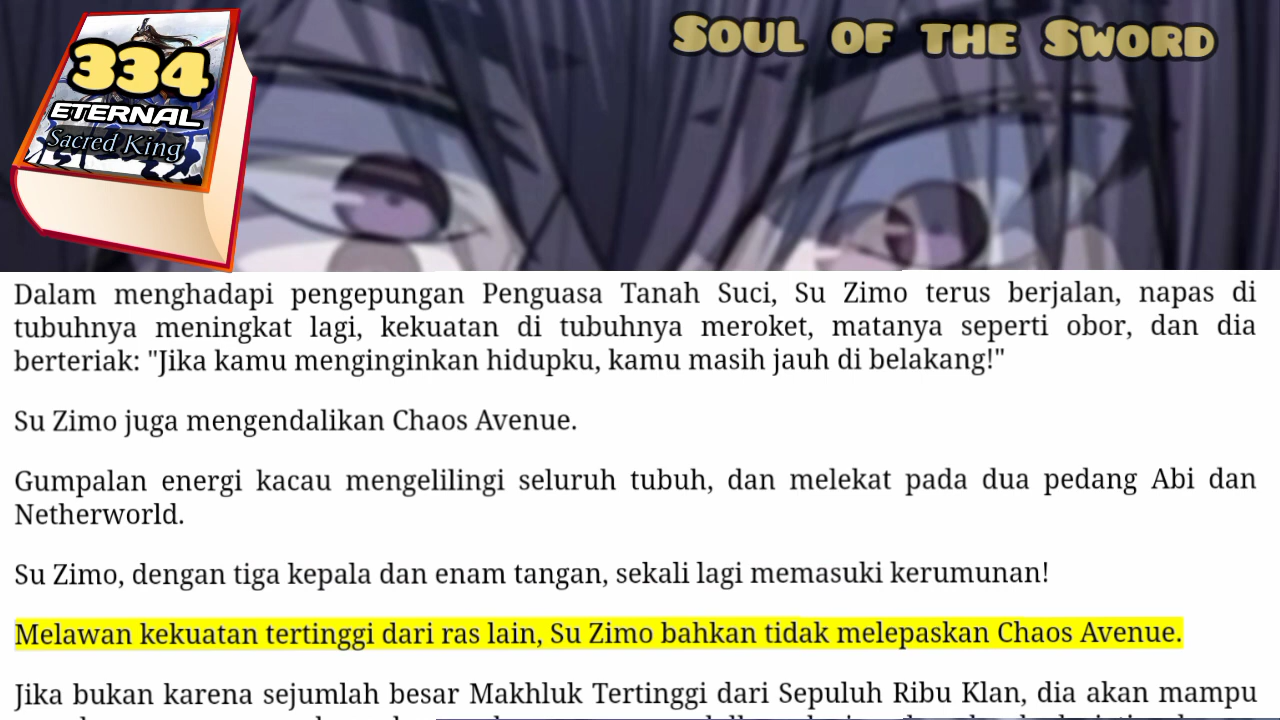 Soul of the Sword
334
ETERNAL
Sacred King
Dalam menghadapi pengepungan Penguasa Tanah Suci, Su Zimo terus berjalan, napas di
tubuhnya meningkat lagi, kekuatan di tubuhnya meroket, matanya seperti obor, dan dia
berteriak: "Jika kamu menginginkan hidupku, kamu masih jauh di belakang!"
Su Zimo juga mengendalikan Chaos Avenue.
Gumpalan energi kacau mengelilingi seluruh tubuh, dan melekat pada dua pedang Abi dan
Netherworld.
Su Zimo, dengan tiga kepala dan enam tangan, sekali lagi memasuki kerumunan!
Melawan kekuatan tertinggi dari ras lain, Su Zimo bahkan tidak melepaskan Chaos Avenue.
Jika bukan karena sejumlah besar Makhluk Tertinggi dari Sepuluh Ribu Klan, dia akan mampu